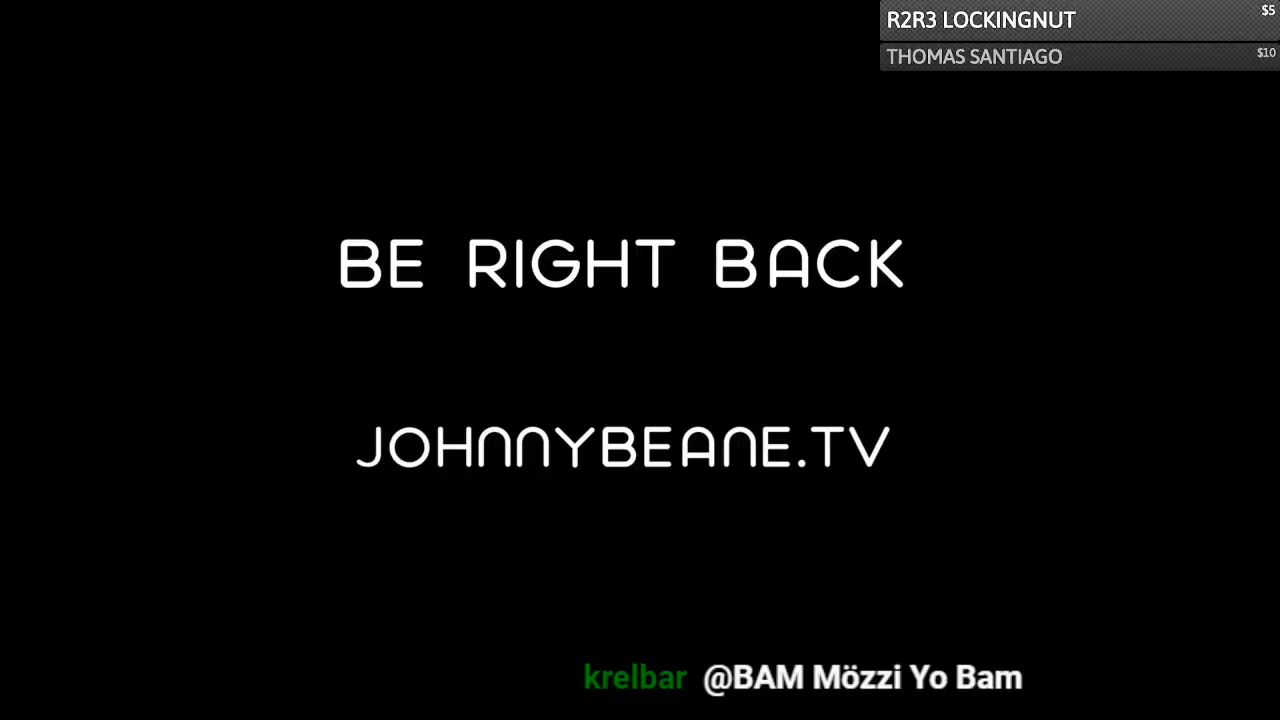 R2R3 LOCKINGNUT $5
THOMAS SANTIAGO $10
BE RIGHT BACK
JOHNNYBEANE.TV
krelbar @BAM Mözzi Yo Bam